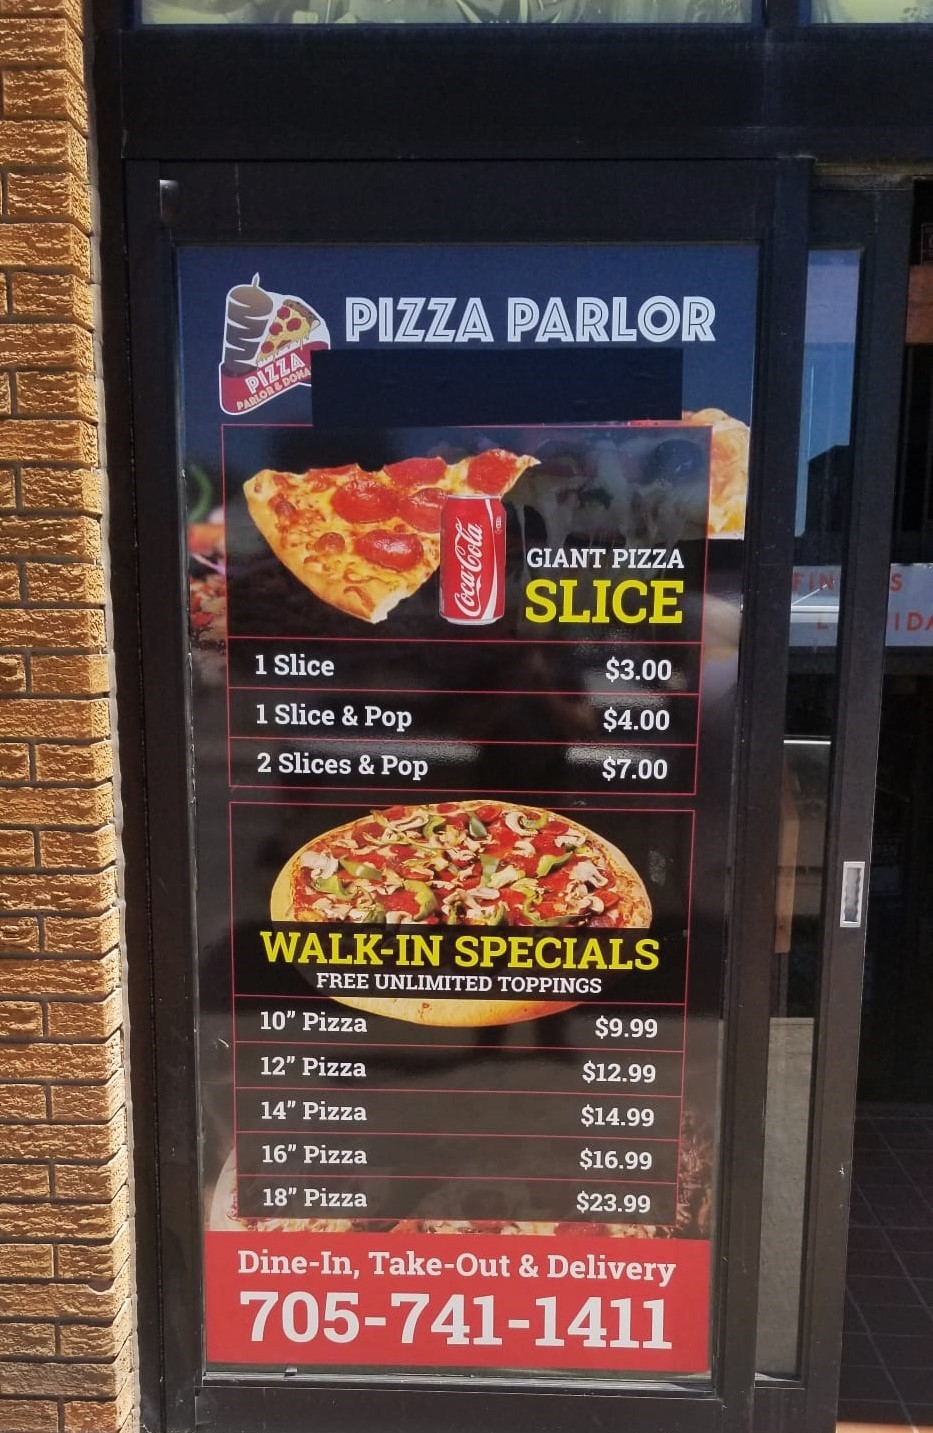 PIZZA PARLOR
PIZZA
PARLOR & DONA
Coca-Cola
GIANT PIZZA
SLICE
1 Slice $3.00
1 Slice & Pop $4.00
2 Slices & Pop $7.00
WALK-IN SPECIALS
FREE UNLIMITED TOPPINGS
10” Pizza $9.99
12” Pizza $12.99
14” Pizza $14.99
16” Pizza $16.99
18” Pizza $23.99
Dine-In, Take-Out & Delivery
705-741-1411